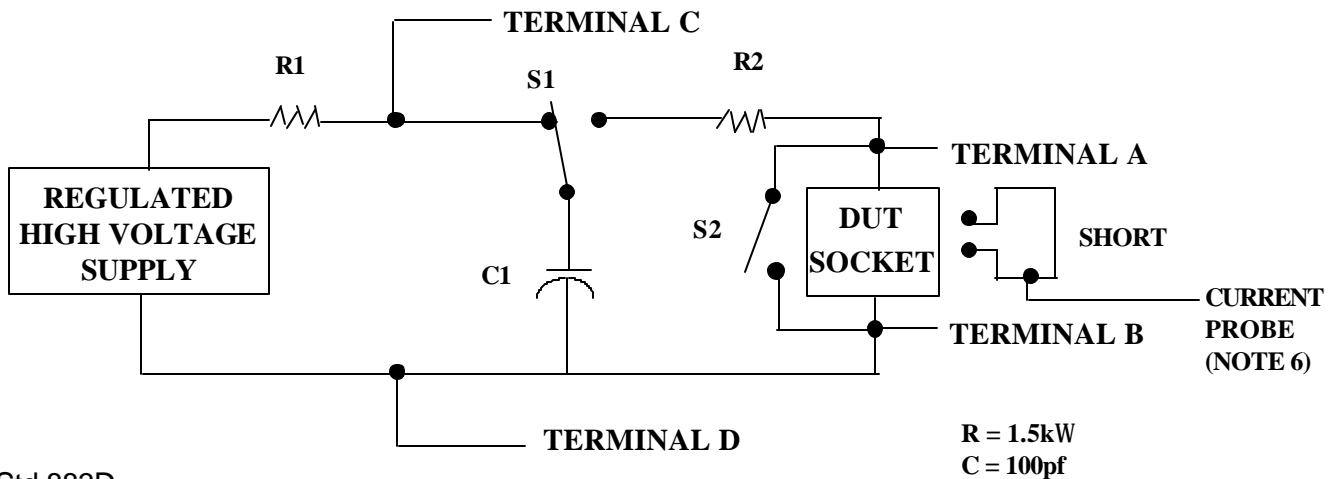 TERMINAL C
R1
S1
R2
TERMINAL A
REGULATED
HIGH VOLTAGE
SUPPLY
S2
DUT
SOCKET
SHORT
C1
CURRENT
PROBE
(NOTE 6)
TERMINAL B
TERMINAL D
R = 1.5kW
C = 100pf